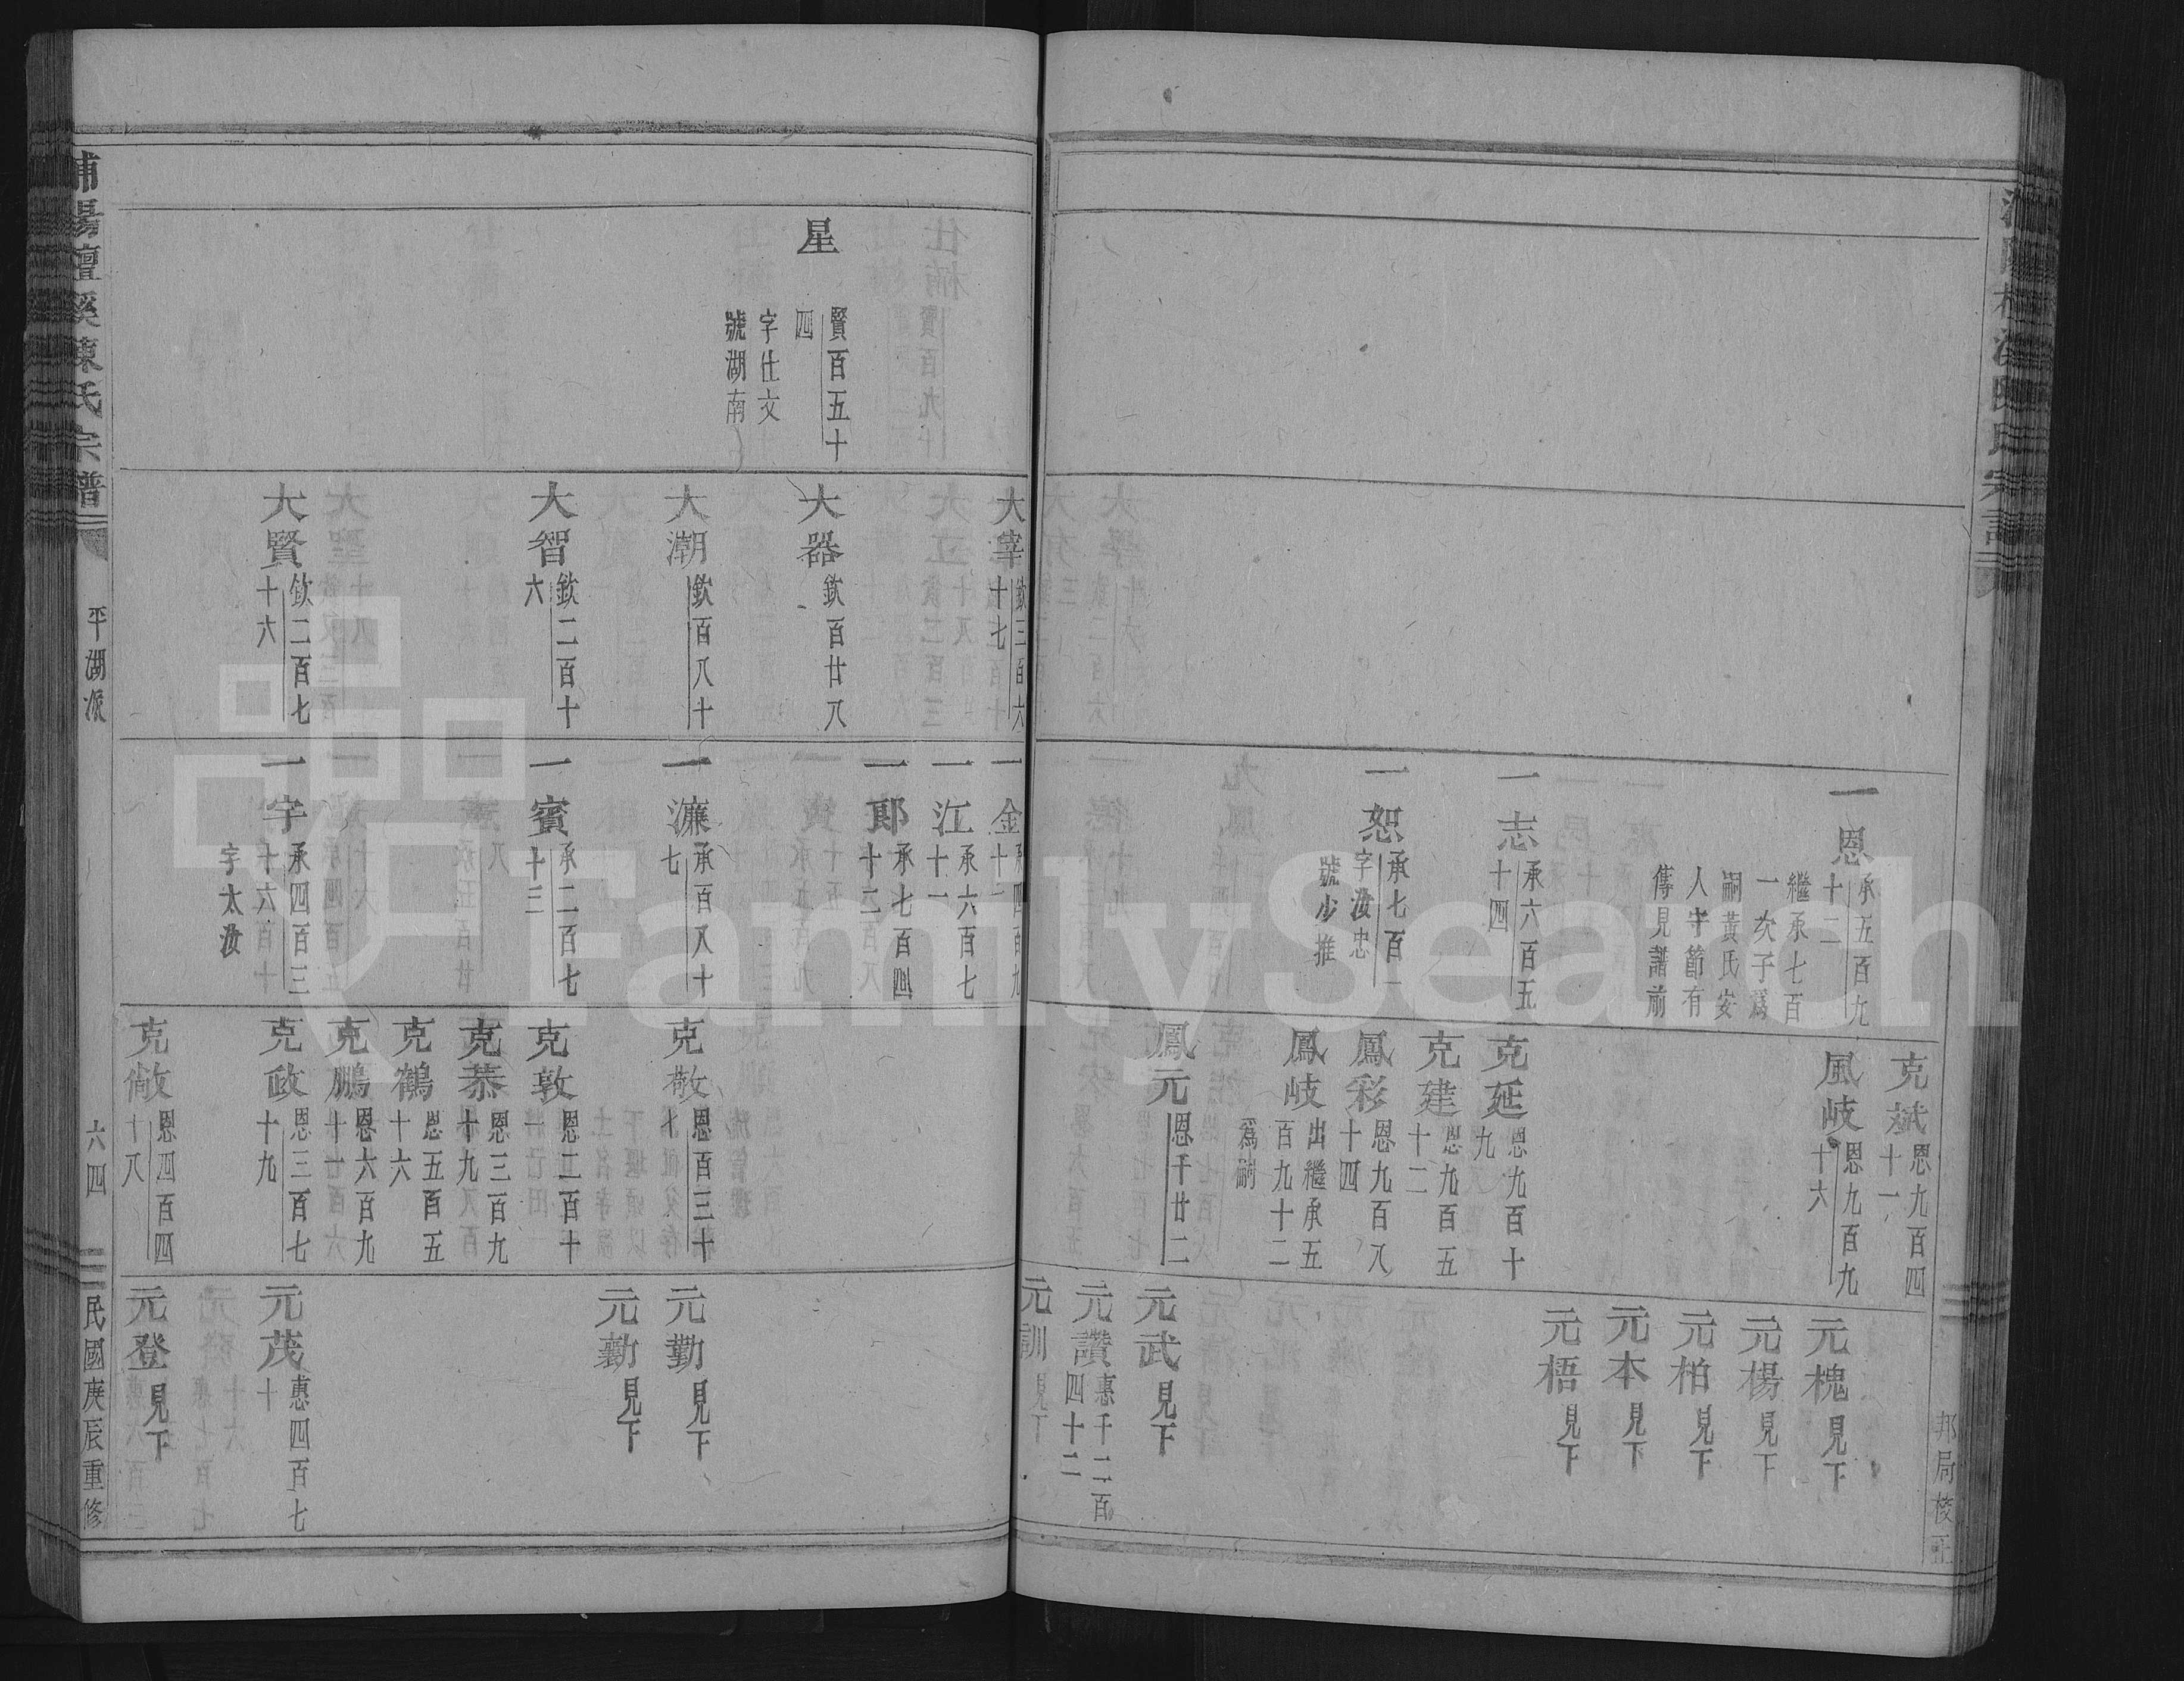 一恩 承五百九十二
繼承七百
一次子爲
嗣黃氏安
人守節有
傳見譜前
一志 承六百五十四
一恕 承七百一
字汝忠
號少推
克斌 恩九百四十一
風岐 恩九百九十六
克延 恩九百十九
克建 恩九百五十二
鳳彩 恩九百八十四
鳳岐 出繼承五百九十二爲嗣
鳳元 恩千廿二
元槐 見下
元楊 見下
元柏 見下
元本 見下
元梧 見下
元武 見下
元讚 惠千二百四十二
元訓 見下
邦局校正
星 賢百五十四
字仕文
號湖南
大宰 欽三百六十七
大器 欽百廿八
大潮 欽百八十
大智 欽二百十六
大賢 欽二百七十六
一金
一江 承六百七十一
一郎 承七百四十二
一濂 承百八十七
一賓 承二百七十三
一宇 承四百三十六
字太汝
克敬 恩百三十七
克敦 恩二百十一
克恭 恩三百九十九
克鶴 恩五百五十六
克鵬 恩六百九十七
克政 恩三百七十九
克敞 恩四百四十八
元勤 見下
元勷 見下
元茂 惠四百七十
元登 見下
浦陽檀溪陳氏宗譜
平湖派
六四
民國庚辰重修
FamilySearch